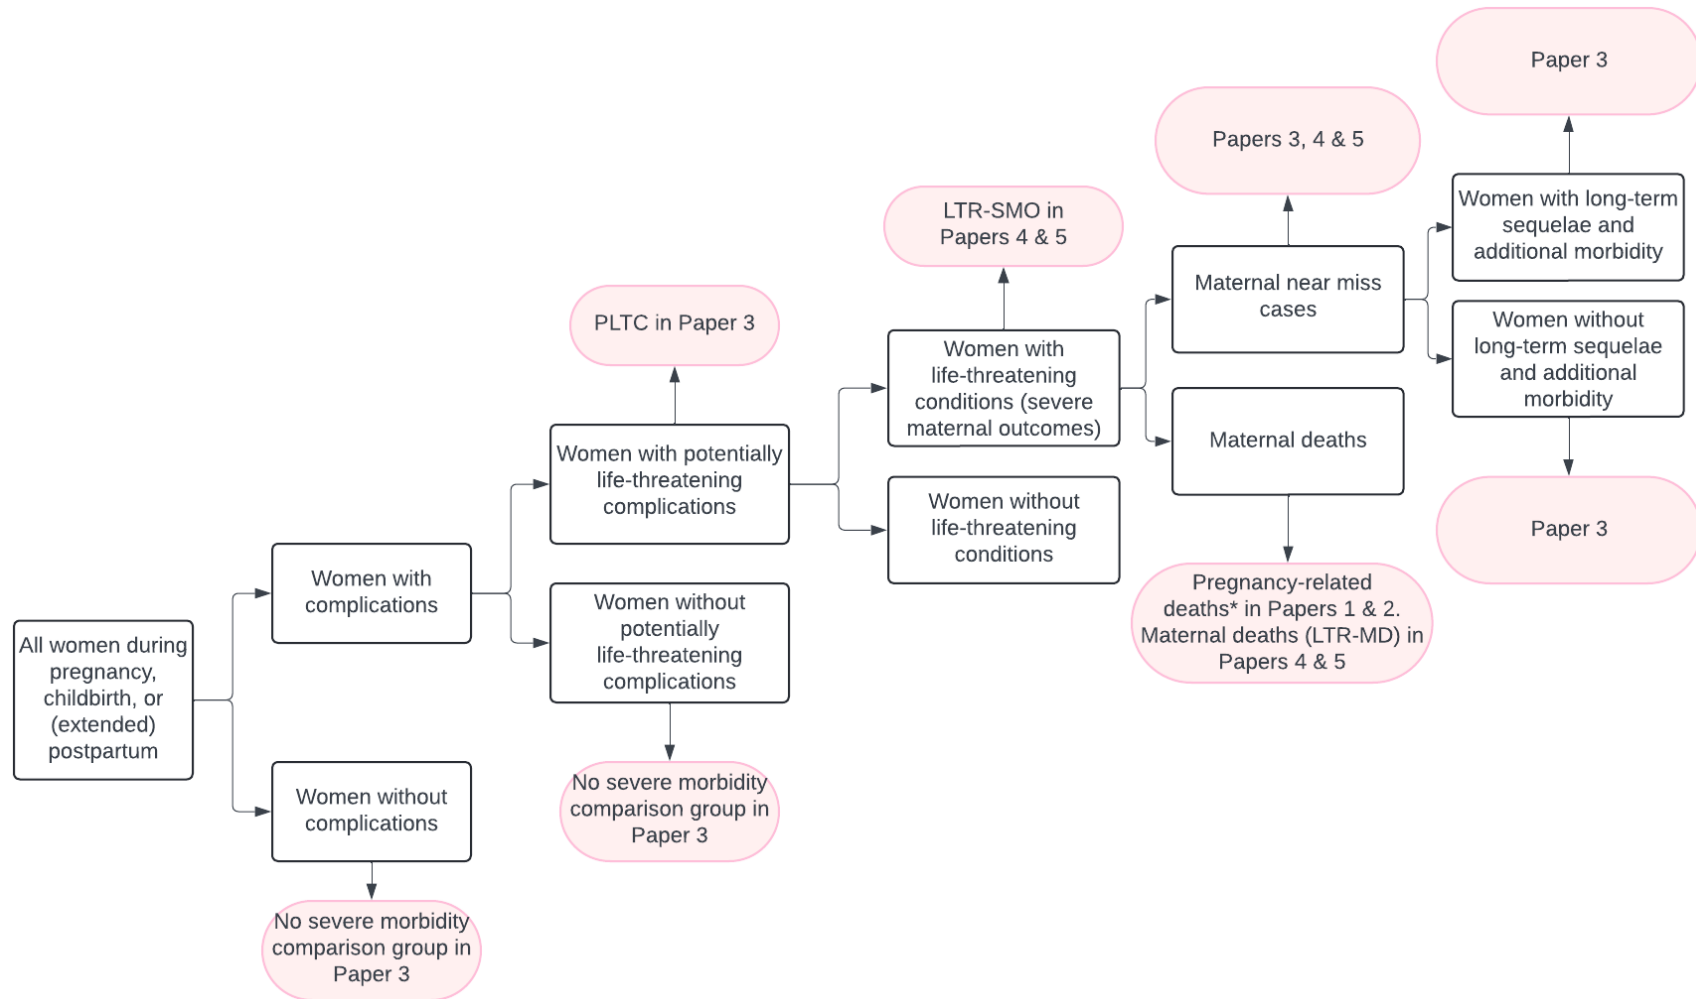 All women during
pregnancy,
childbirth, or
(extended)
postpartum
Women with
complications
Women without
complications
No severe morbidity
comparison group in
Paper 3
PLTC in Paper 3
Women with potentially
life-threatening
complications
Women without
potentially
life-threatening
complications
No severe morbidity
comparison group in
Paper 3
LTR-SMO in
Papers 4 & 5
Women with
life-threatening
conditions (severe
maternal outcomes)
Women without
life-threatening
conditions
Papers 3, 4 & 5
Maternal near miss
cases
Maternal deaths
Pregnancy-related
deaths* in Papers 1 & 2.
Maternal deaths (LTR-MD) in
Papers 4 & 5
Paper 3
Women with long-term
sequelae and
additional morbidity
Women without
long-term sequelae
and additional
morbidity
Paper 3